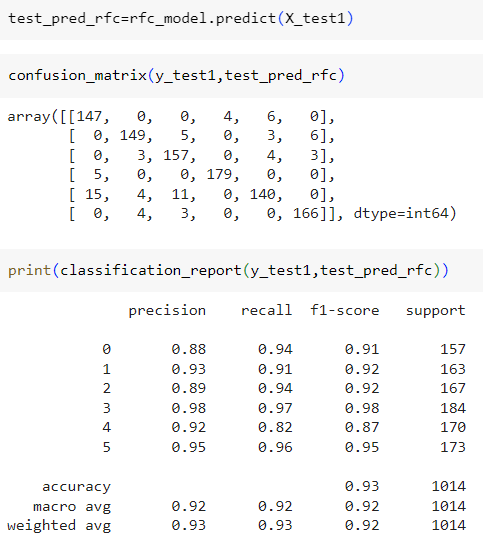 test_pred_rfc=rfc_model.predict(X_test1)
confusion_matrix(y_test1,test_pred_rfc)
array([[147,   0,   0,   4,   6,   0],
       [  0, 149,   5,   0,   3,   6],
       [  0,   3, 157,   0,   4,   3],
       [  5,   0,   0, 179,   0,   0],
       [ 15,   4,  11,   0, 140,   0],
       [  0,   4,   3,   0,   0, 166]], dtype=int64)
print(classification_report(y_test1,test_pred_rfc))
              precision    recall  f1-score   support
           0       0.88      0.94      0.91       157
           1       0.93      0.91      0.92       163
           2       0.89      0.94      0.92       167
           3       0.98      0.97      0.98       184
           4       0.92      0.82      0.87       170
           5       0.95      0.96      0.95       173
    accuracy                           0.93      1014
   macro avg       0.92      0.92      0.92      1014
weighted avg       0.93      0.93      0.92      1014